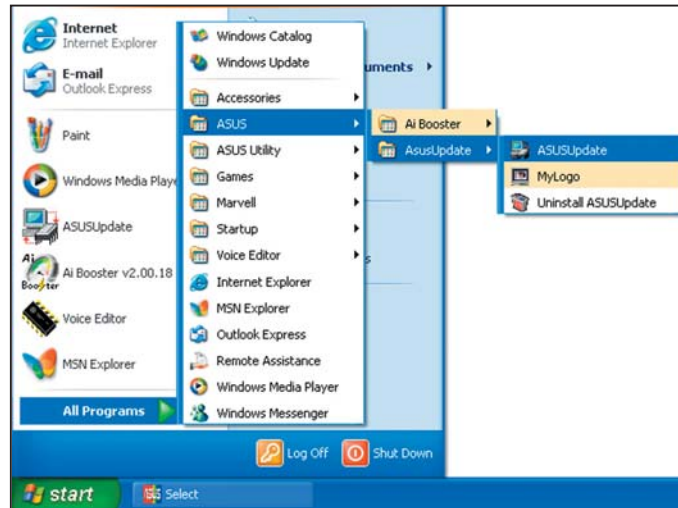 Internet
Internet Explorer
E-mail
Outlook Express
Paint
Windows Media Playe
ASUSUpdate
Ai Booster
Ai Booster v2.00.18
Voice Editor
MSN Explorer
All Programs
Windows Catalog
Windows Update
Accessories
ASUS
ASUS Utility
Games
Marvell
Startup
Voice Editor
Internet Explorer
MSN Explorer
Outlook Express
Remote Assistance
Windows Media Player
Windows Messenger
uments
s
Ai Booster
AsusUpdate
ASUSUpdate
MyLogo
Uninstall ASUSUpdate
Log Off
Shut Down
start
Select